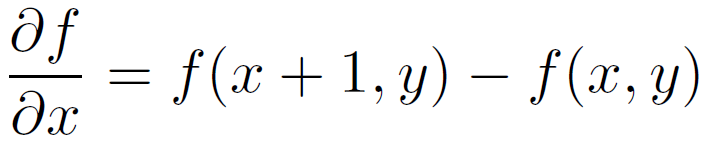 ∂f/∂x = f(x + 1, y) − f(x, y)